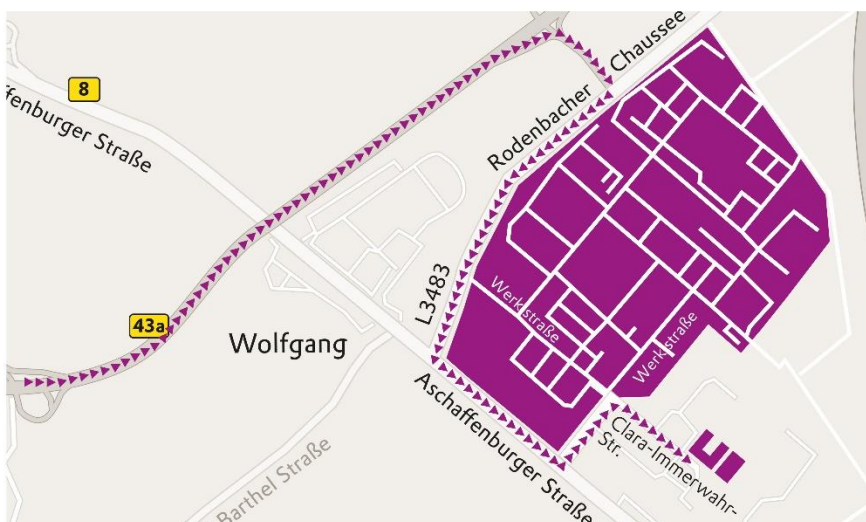 Chaussee
8
ffenburger Straße
Rodenbacher
L3483
Werkstraße
43a
Wolfgang
Werkstraße
Aschaffenburger Straße
Clara-Immerwahr-
Str.
Barthel Straße